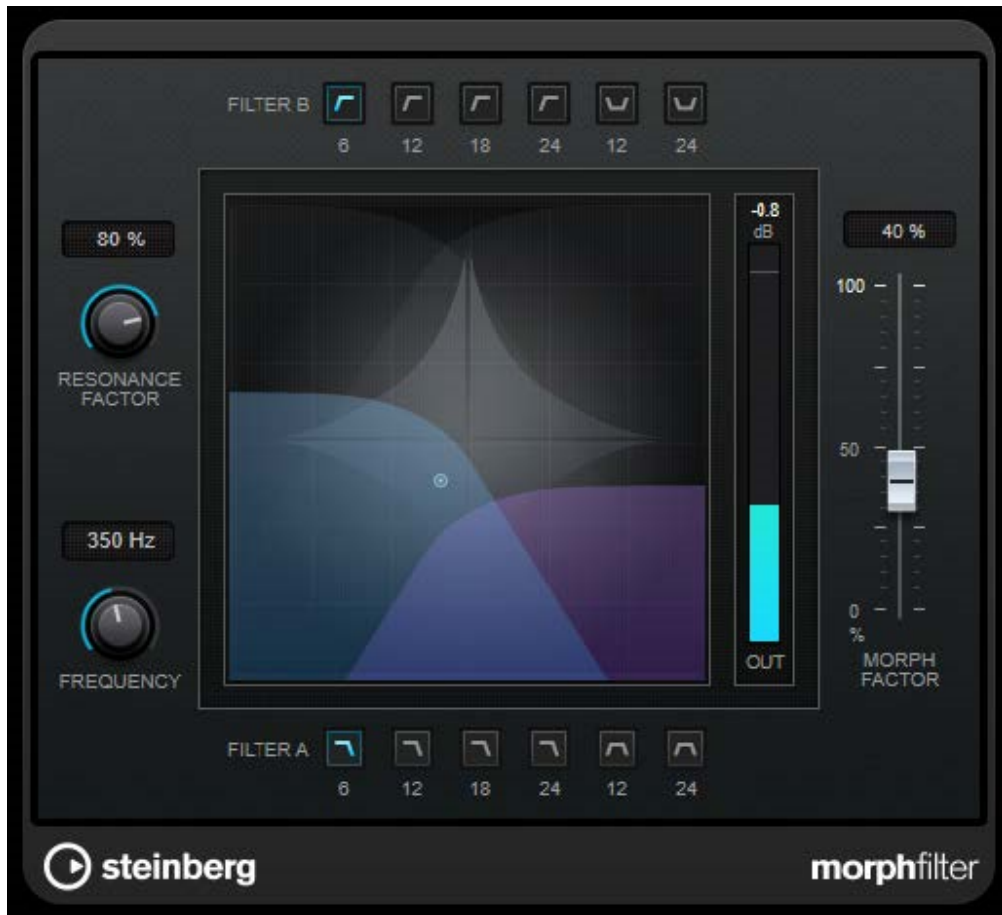 FILTER B
6 12 18 24 12 24
80 %
RESONANCE
FACTOR
350 Hz
FREQUENCY
-0.8
dB
OUT
40 %
100
50
0
%
MORPH
FACTOR
FILTER A
6 12 18 24 12 24
steinberg
morphfilter